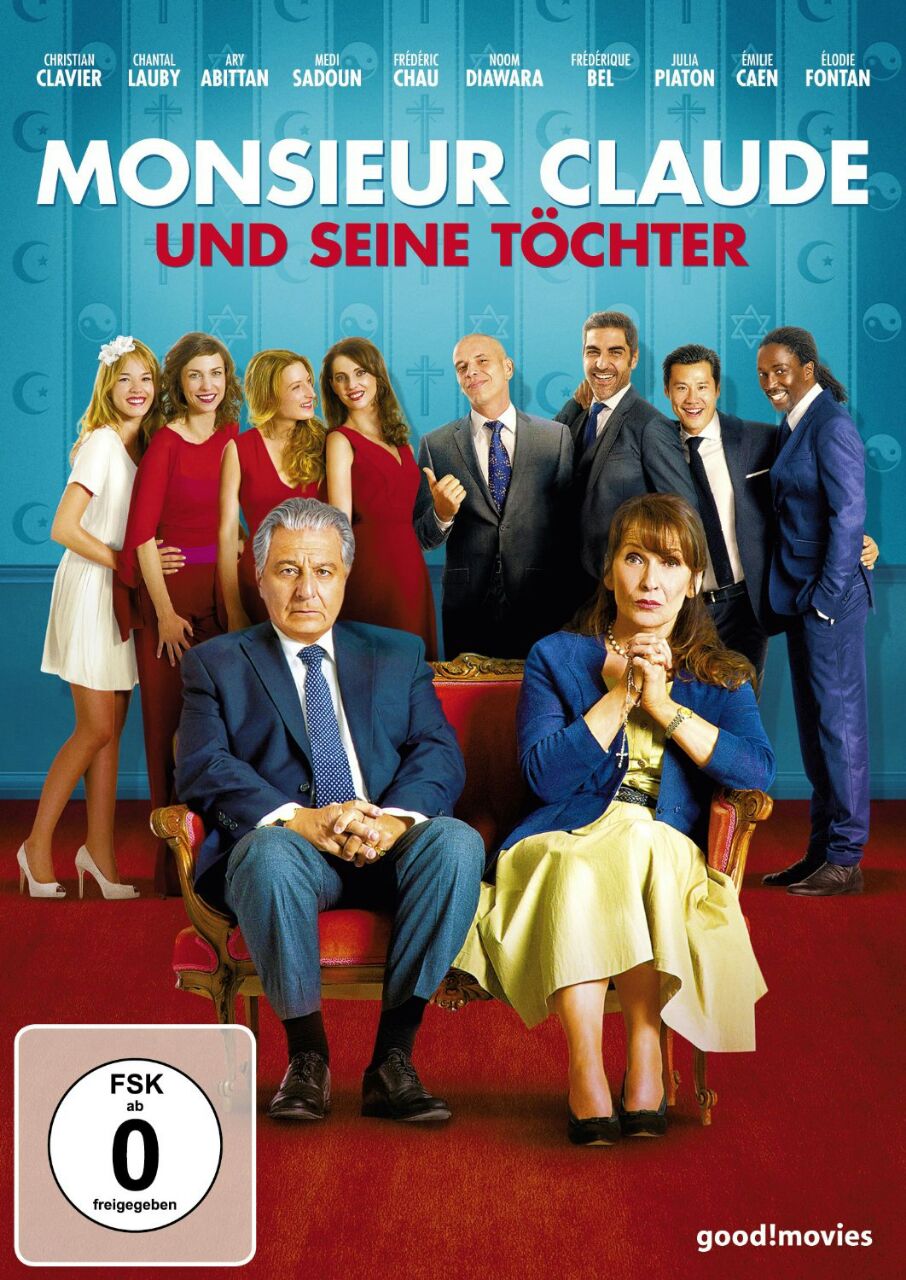 CHRISTIAN CLAVIER
CHANTAL LAUBY
ARY ABITTAN
MEDI SADOUN
FRÉDÉRIC CHAU
NOOM DIAWARA
FRÉDÉRIQUE BEL
JULIA PIATON
ÉMILIE CAEN
ÉLODIE FONTAN
MONSIEUR CLAUDE
UND SEINE TÖCHTER
FSK
ab
0
freigegeben
good!movies